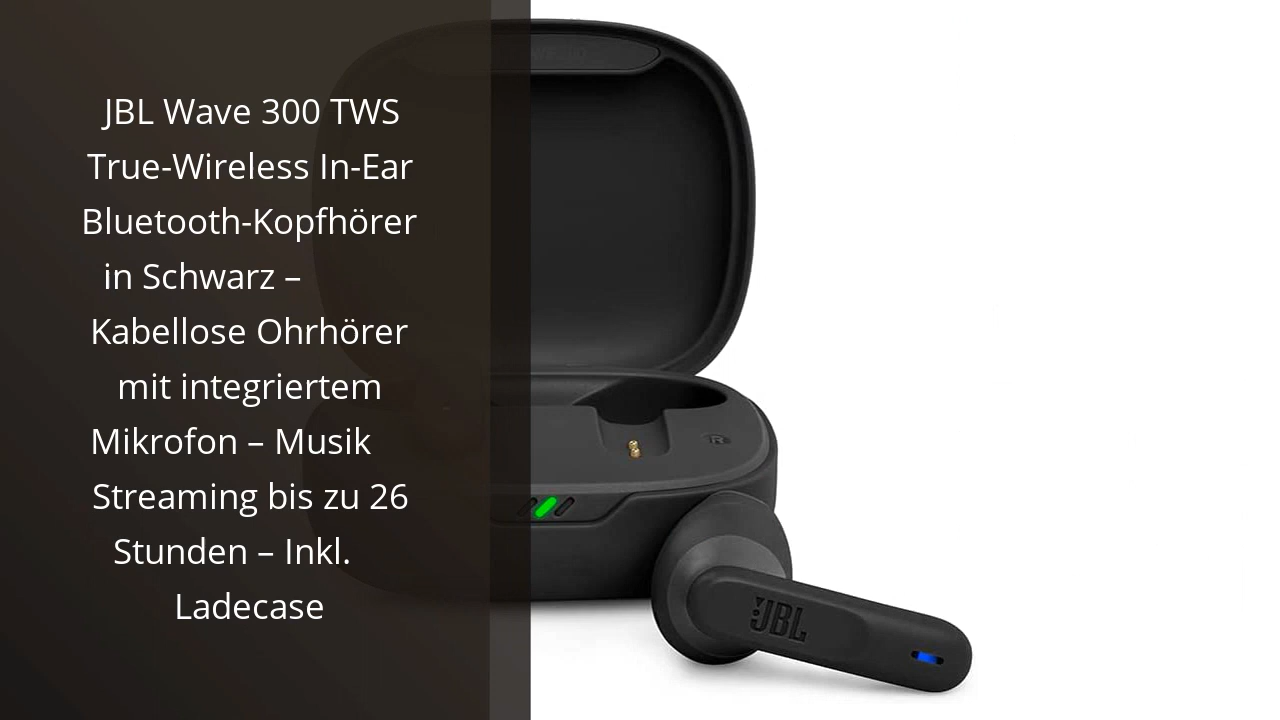 JBL Wave 300 TWS
True-Wireless In-Ear
Bluetooth-Kopfhörer
in Schwarz –
Kabellose Ohrhörer
mit integriertem
Mikrofon – Musik
Streaming bis zu 26
Stunden – Inkl.
Ladecase
R
JBL